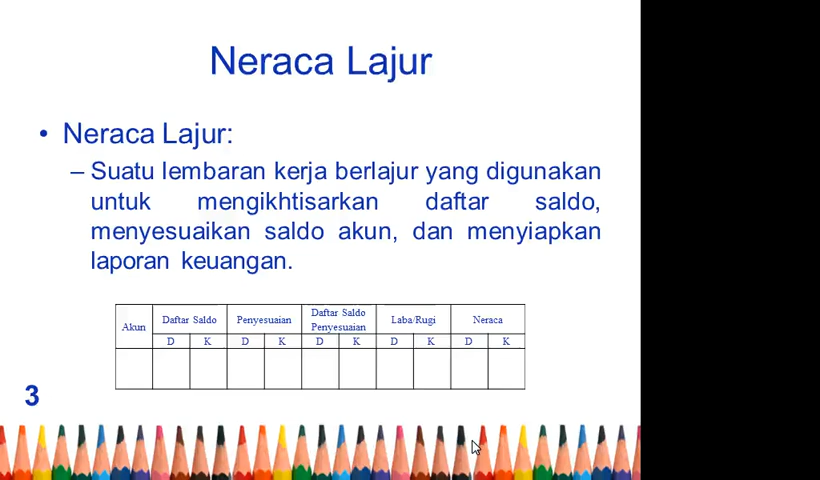 Neraca Lajur
• Neraca Lajur:
– Suatu lembaran kerja berlajur yang digunakan
untuk mengikhtisarkan daftar saldo,
menyesuaikan saldo akun, dan menyiapkan
laporan keuangan.
Akun Daftar Saldo Penyesuaian Daftar Saldo Penyesuaian Laba/Rugi Neraca
D K D K D K D K D K
3